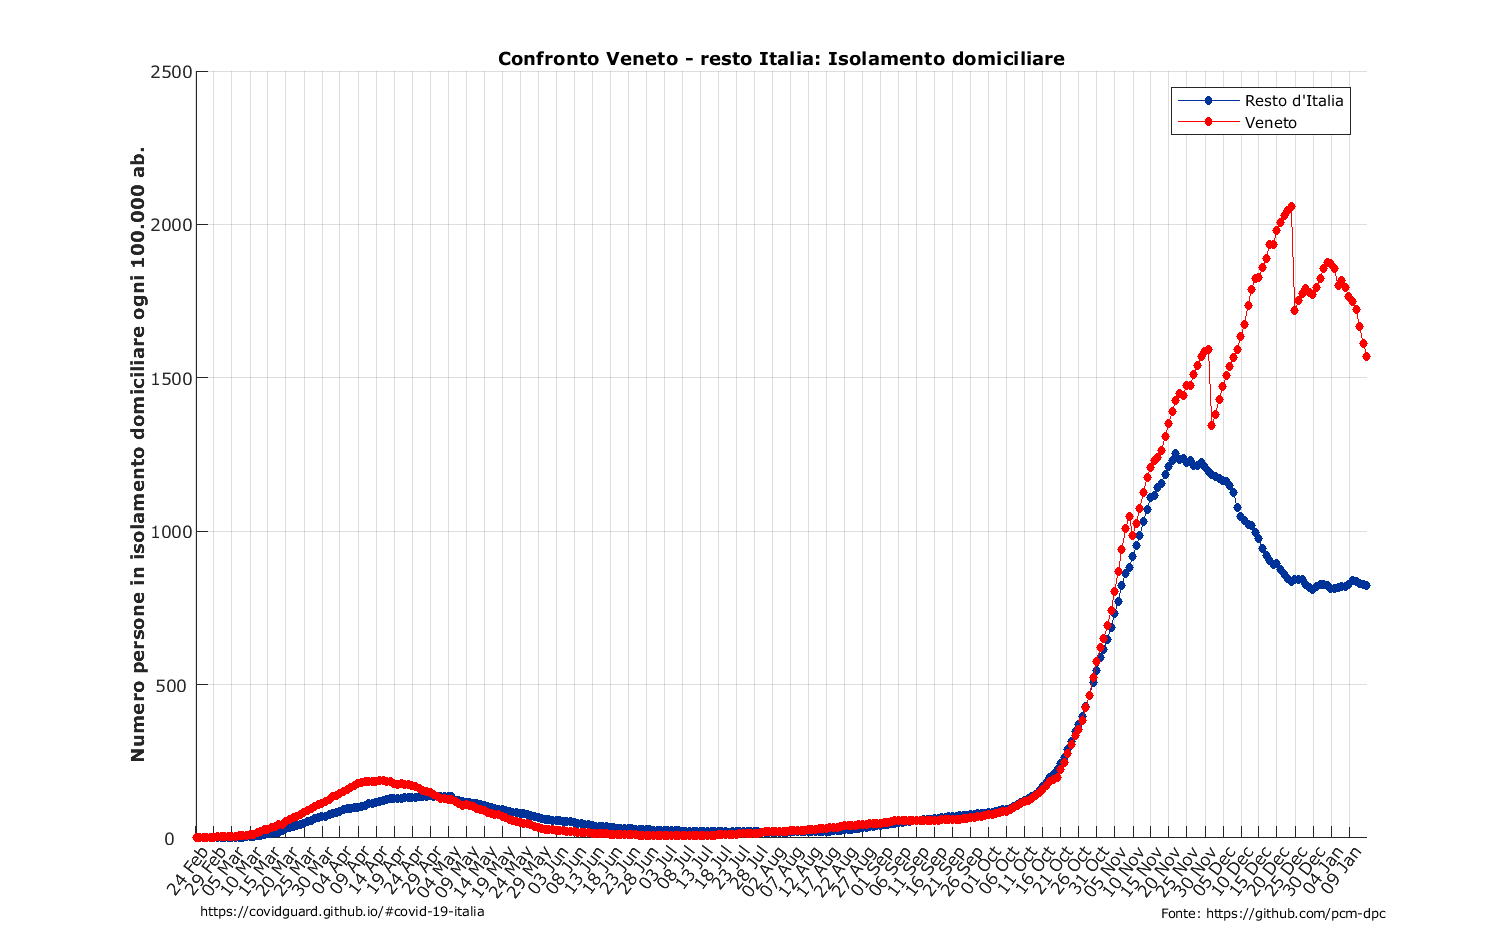 Confronto Veneto - resto Italia: Isolamento domiciliare
Numero persone in isolamento domiciliare ogni 100.000 ab.
2500
2000
1500
1000
500
0
Resto d'Italia
Veneto
24 Feb
29 Feb
05 Mar
10 Mar
15 Mar
20 Mar
25 Mar
30 Mar
04 Apr
09 Apr
14 Apr
19 Apr
24 Apr
29 Apr
04 May
09 May
14 May
19 May
24 May
29 May
03 Jun
08 Jun
13 Jun
18 Jun
23 Jun
28 Jun
03 Jul
08 Jul
13 Jul
18 Jul
23 Jul
28 Jul
02 Aug
07 Aug
12 Aug
17 Aug
22 Aug
27 Aug
01 Sep
06 Sep
11 Sep
16 Sep
21 Sep
26 Sep
01 Oct
06 Oct
11 Oct
16 Oct
21 Oct
26 Oct
31 Oct
05 Nov
10 Nov
15 Nov
20 Nov
25 Nov
30 Nov
05 Dec
10 Dec
15 Dec
20 Dec
25 Dec
30 Dec
04 Jan
09 Jan
https://covidguard.github.io/#covid-19-italia
Fonte: https://github.com/pcm-dpc